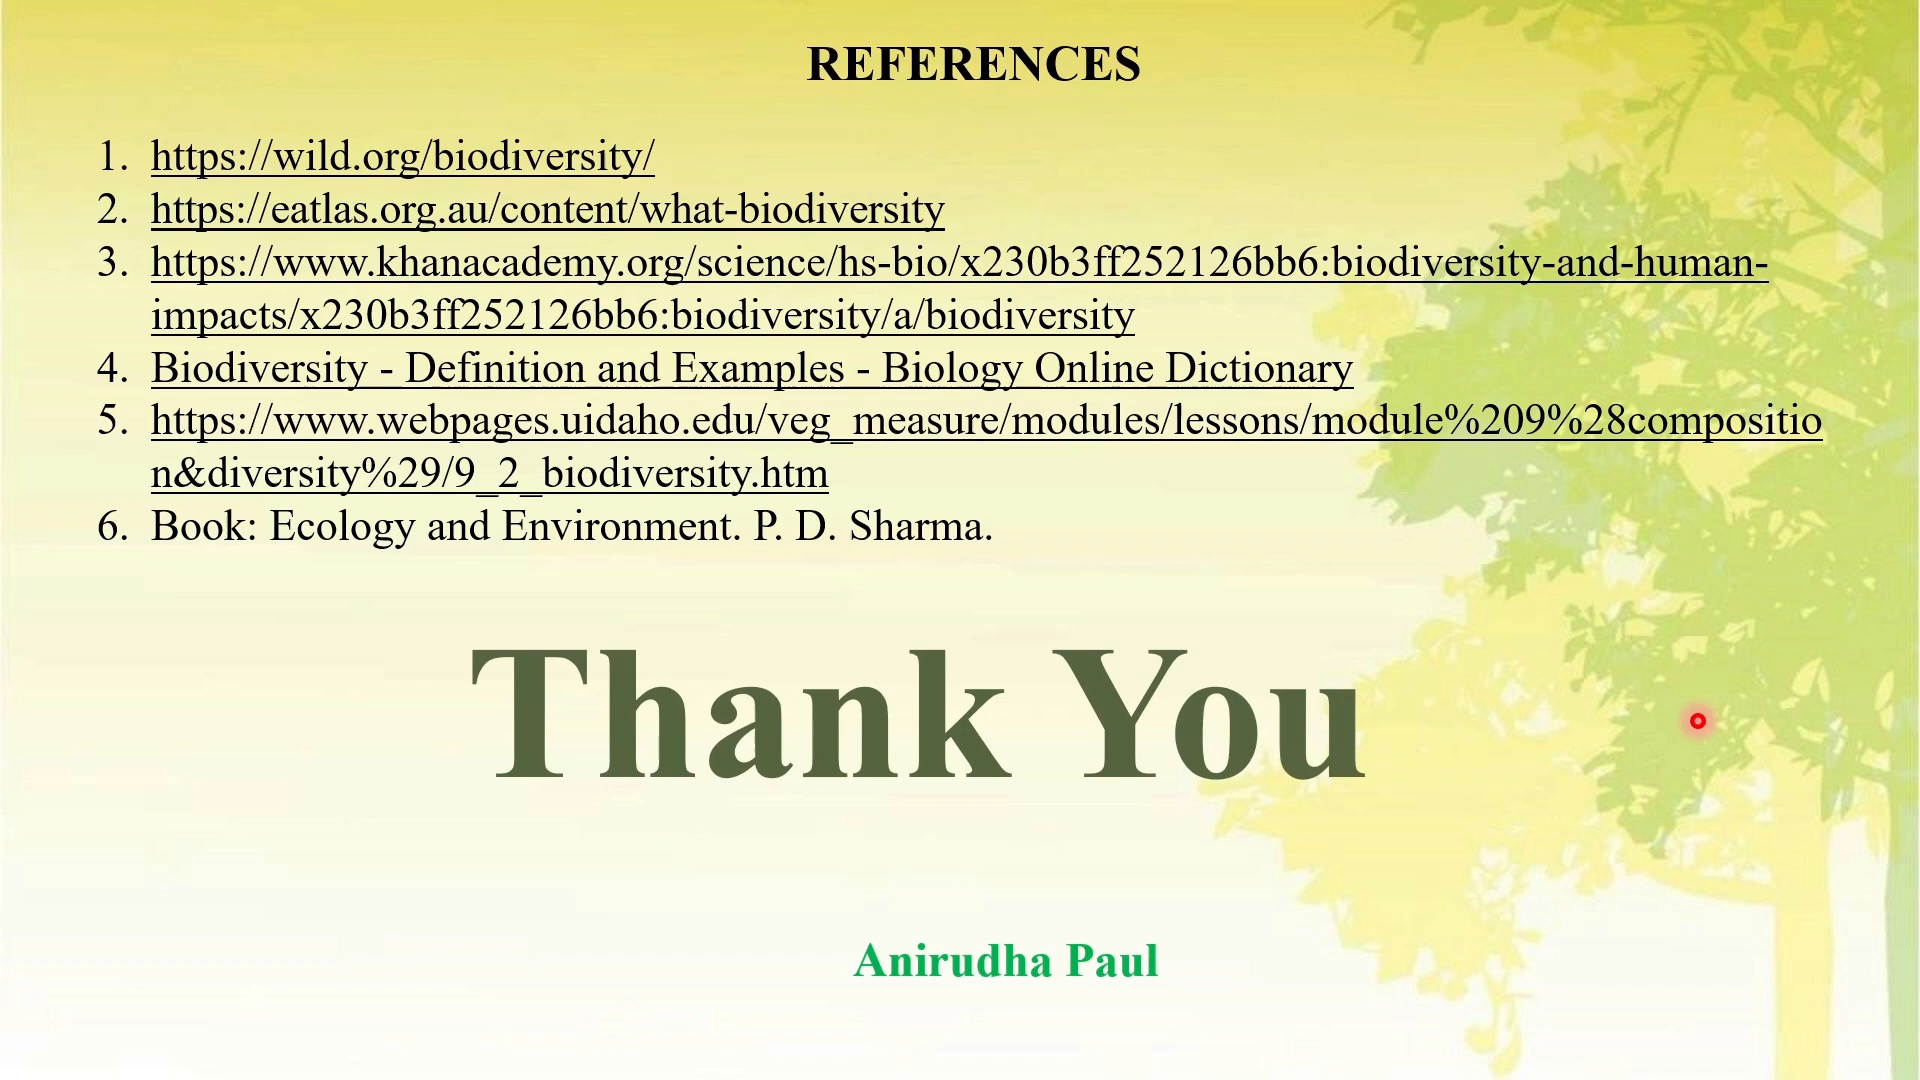 REFERENCES
1. https://wild.org/biodiversity/
2. https://eatlas.org.au/content/what-biodiversity
3. https://www.khanacademy.org/science/hs-bio/x230b3ff252126bb6:biodiversity-and-human-
impacts/x230b3ff252126bb6:biodiversity/a/biodiversity
4. Biodiversity - Definition and Examples - Biology Online Dictionary
5. https://www.webpages.uidaho.edu/veg_measure/modules/lessons/module%209%28compositio
n&diversity%29/9_2_biodiversity.htm
6. Book: Ecology and Environment. P. D. Sharma.
Thank You
Anirudha Paul